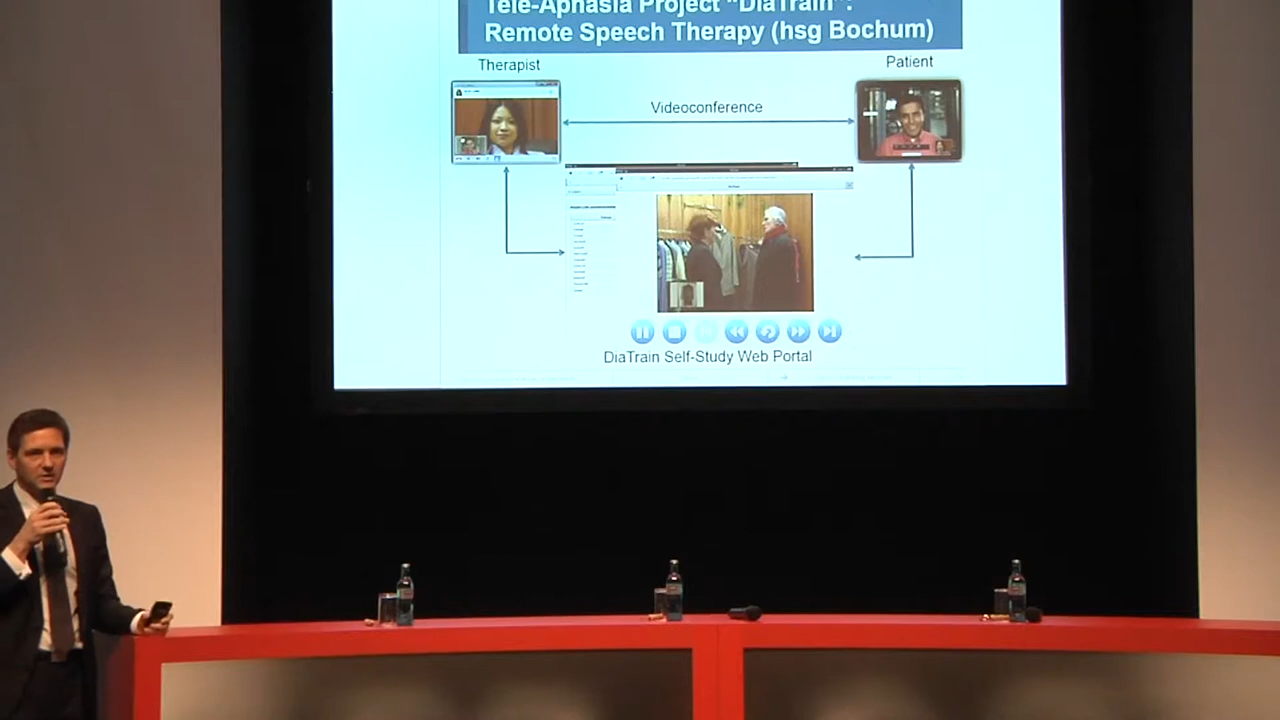 Tele-Aphasia Project "DiaTrain":
Remote Speech Therapy (hsg Bochum)
Therapist
Patient
Videoconference
DiaTrain Self-Study Web Portal